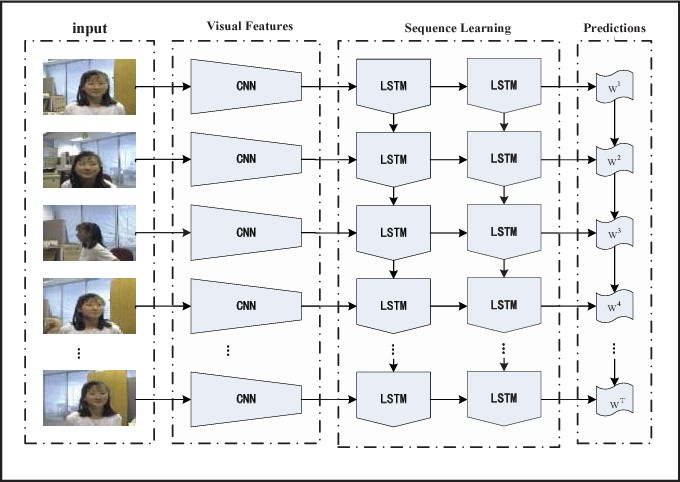 input
Visual Features
Sequence Learning
Predictions
CNN
LSTM
LSTM
W1
CNN
LSTM
LSTM
W2
CNN
LSTM
LSTM
W3
CNN
LSTM
LSTM
W4
...
...
...
...
...
CNN
LSTM
LSTM
WT